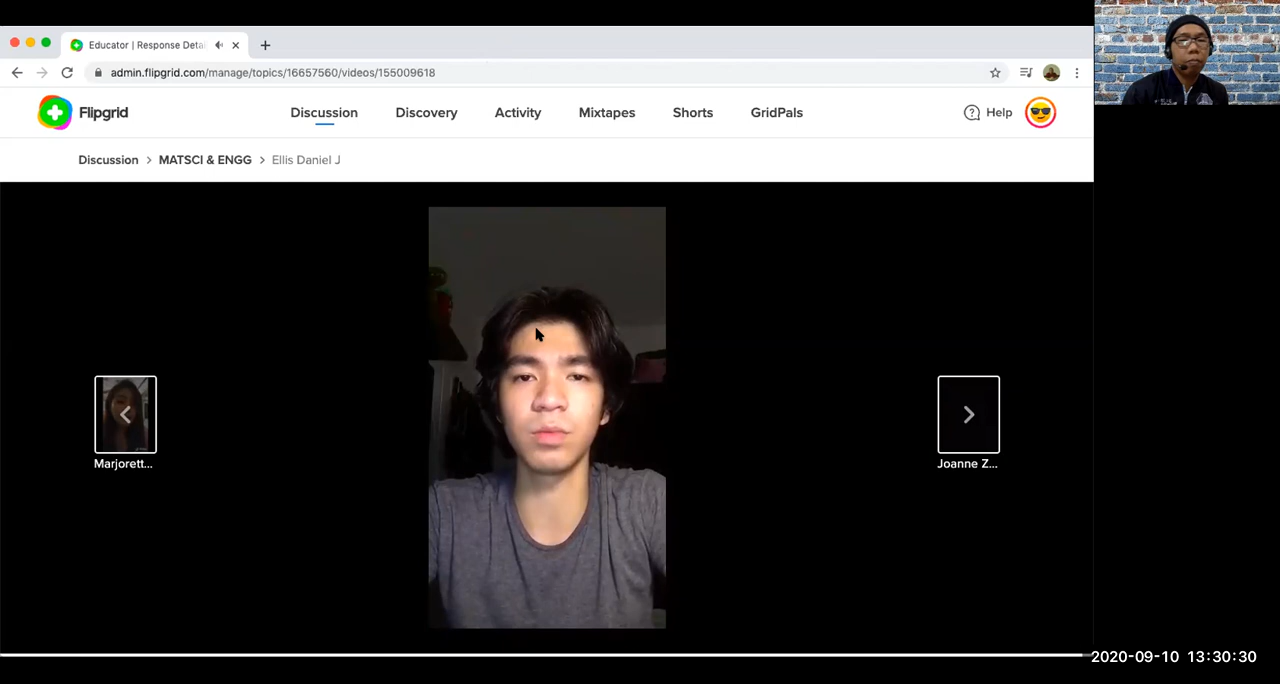 Educator | Response Detai
admin.flipgrid.com/manage/topics/16657560/videos/155009618
Flipgrid
Discussion Discovery Activity Mixtapes Shorts GridPals
Help
Discussion > MATSCI & ENGG > Ellis Daniel J
Marjorett...
Joanne Z...
2020-09-10 13:30:30